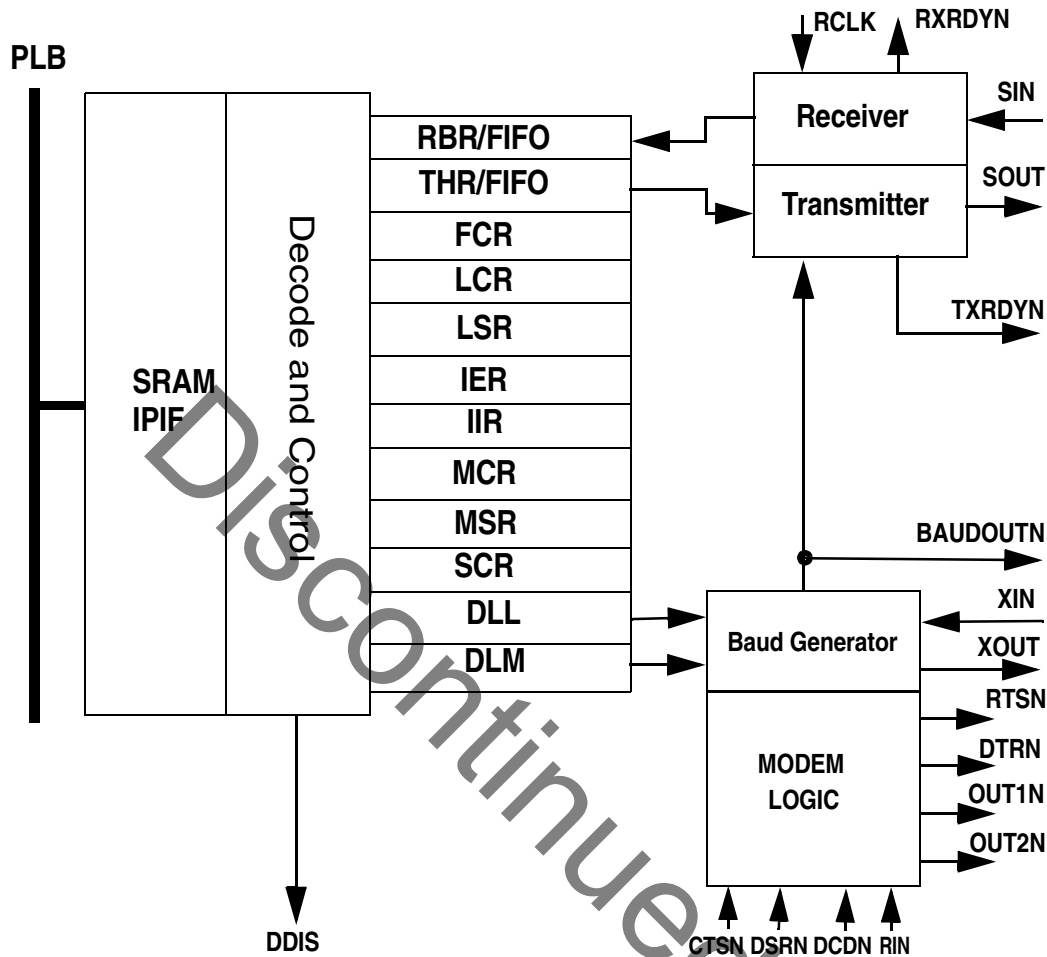 RCLK
RXRDYN
PLB
SIN
Receiver
RBR/FIFO
THR/FIFO
SOUT
Transmitter
FCR
LCR
TXRDYN
LSR
Decode and Control
SRAM
IPIF
IER
IIR
MCR
MSR
SCR
BAUDOUTN
DLL
XIN
Baud Generator
XOUT
DLM
RTSN
DTRN
MODEM
LOGIC
OUT1N
OUT2N
DDIS
CTSN DSRN DCDN RIN
Discontinued